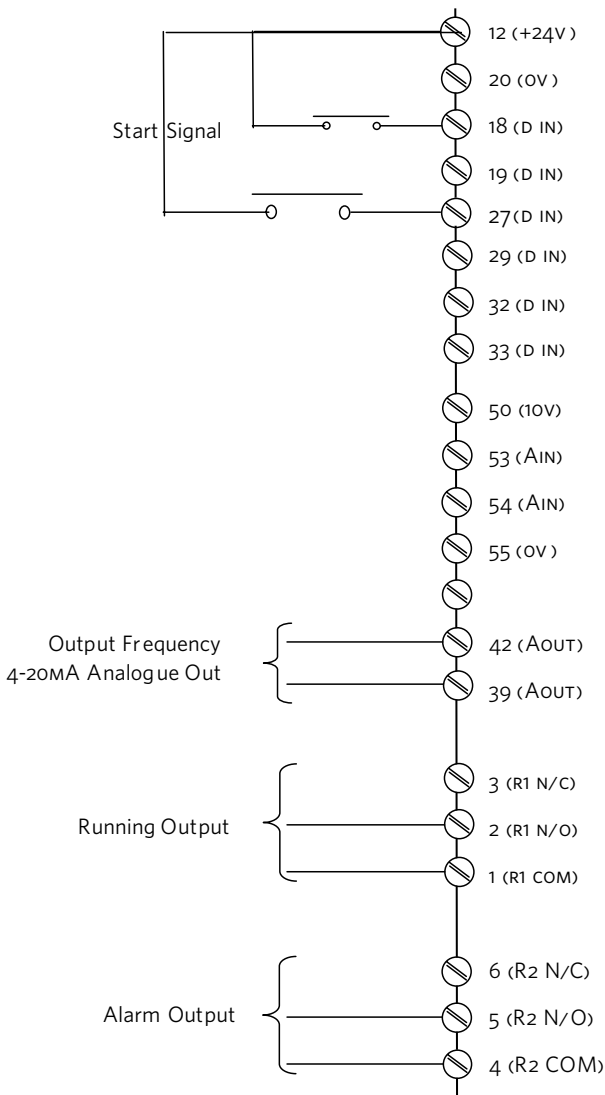 12 (+24V )
20 (0V )
Start Signal
18 (D IN)
19 (D IN)
27(D IN)
29 (D IN)
32 (D IN)
33 (D IN)
50 (10V)
53 (AIN)
54 (AIN)
55 (0V )
Output Frequency
4-20MA Analogue Out
42 (AOUT)
39 (AOUT)
3 (R1 N/C)
Running Output
2 (R1 N/O)
1 (R1 COM)
6 (R2 N/C)
Alarm Output
5 (R2 N/O)
4 (R2 COM)